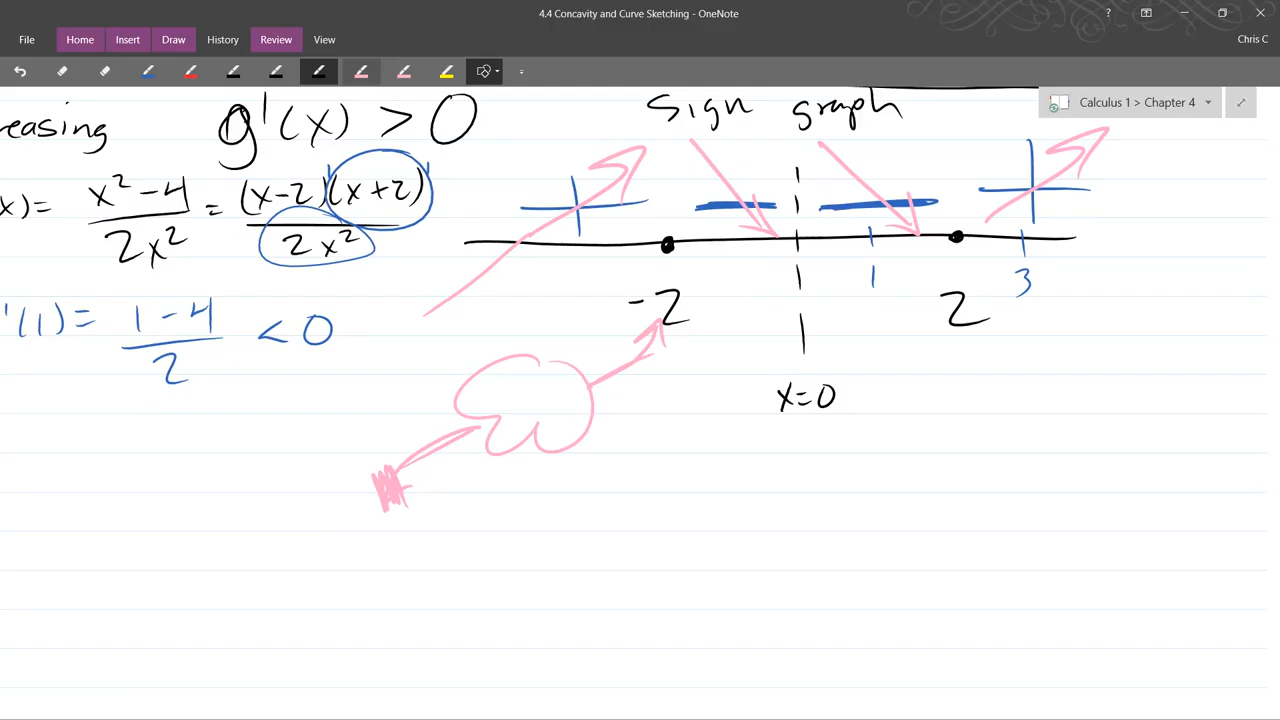 4.4 Concavity and Curve Sketching - OneNote
File Home Insert Draw History Review View
Chris C
Calculus 1 > Chapter 4
easing g'(x) > 0
sign graph
x)= x² -4 / 2x² = (x-2)(x+2) / 2x²
+ - - +
1 3
-2 2
'(1)= 1-4 / 2 < 0
x=0